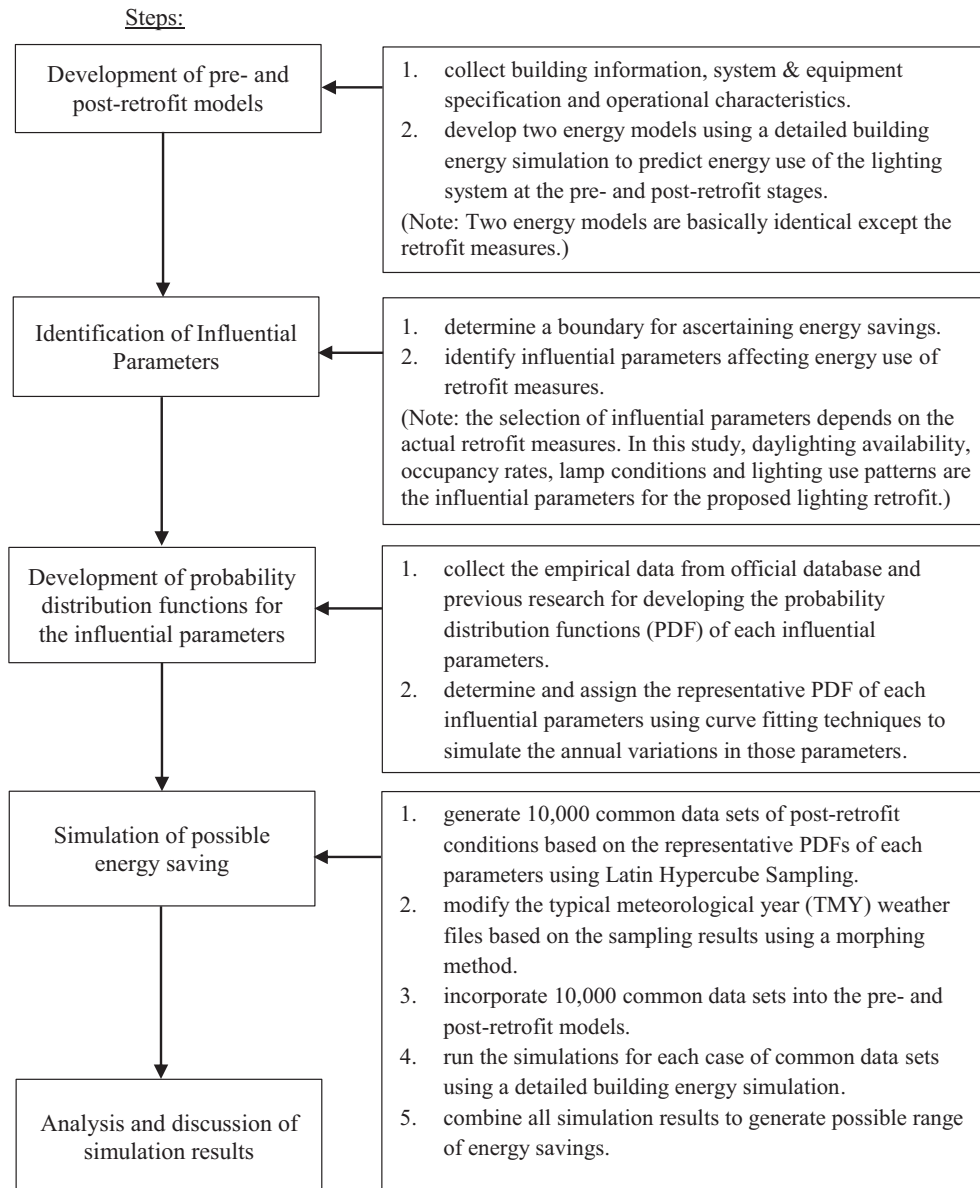 Steps:
Development of pre- and
post-retrofit models
1. collect building information, system & equipment
specification and operational characteristics.
2. develop two energy models using a detailed building
energy simulation to predict energy use of the lighting
system at the pre- and post-retrofit stages.
(Note: Two energy models are basically identical except the
retrofit measures.)
Identification of Influential
Parameters
1. determine a boundary for ascertaining energy savings.
2. identify influential parameters affecting energy use of
retrofit measures.
(Note: the selection of influential parameters depends on the
actual retrofit measures. In this study, daylighting availability,
occupancy rates, lamp conditions and lighting use patterns are
the influential parameters for the proposed lighting retrofit.)
Development of probability
distribution functions for
the influential parameters
1. collect the empirical data from official database and
previous research for developing the probability
distribution functions (PDF) of each influential
parameters.
2. determine and assign the representative PDF of each
influential parameters using curve fitting techniques to
simulate the annual variations in those parameters.
Simulation of possible
energy saving
1. generate 10,000 common data sets of post-retrofit
conditions based on the representative PDFs of each
parameters using Latin Hypercube Sampling.
2. modify the typical meteorological year (TMY) weather
files based on the sampling results using a morphing
method.
3. incorporate 10,000 common data sets into the pre- and
post-retrofit models.
4. run the simulations for each case of common data sets
using a detailed building energy simulation.
5. combine all simulation results to generate possible range
of energy savings.
Analysis and discussion of
simulation results